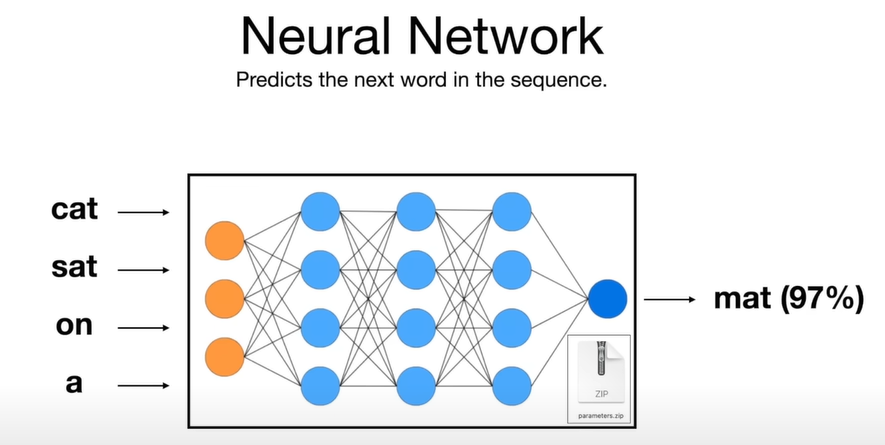 Neural Network
Predicts the next word in the sequence.
cat
sat
on
a
mat (97%)
ZIP
parameters.zip